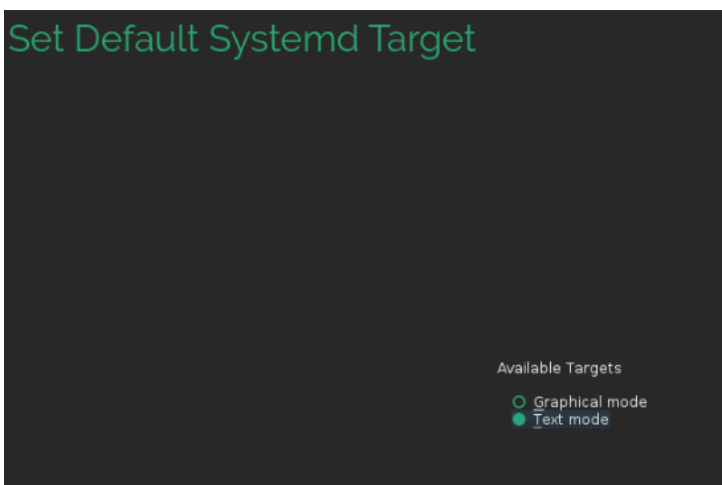 Set Default Systemd Target
Available Targets
Graphical mode
Text mode